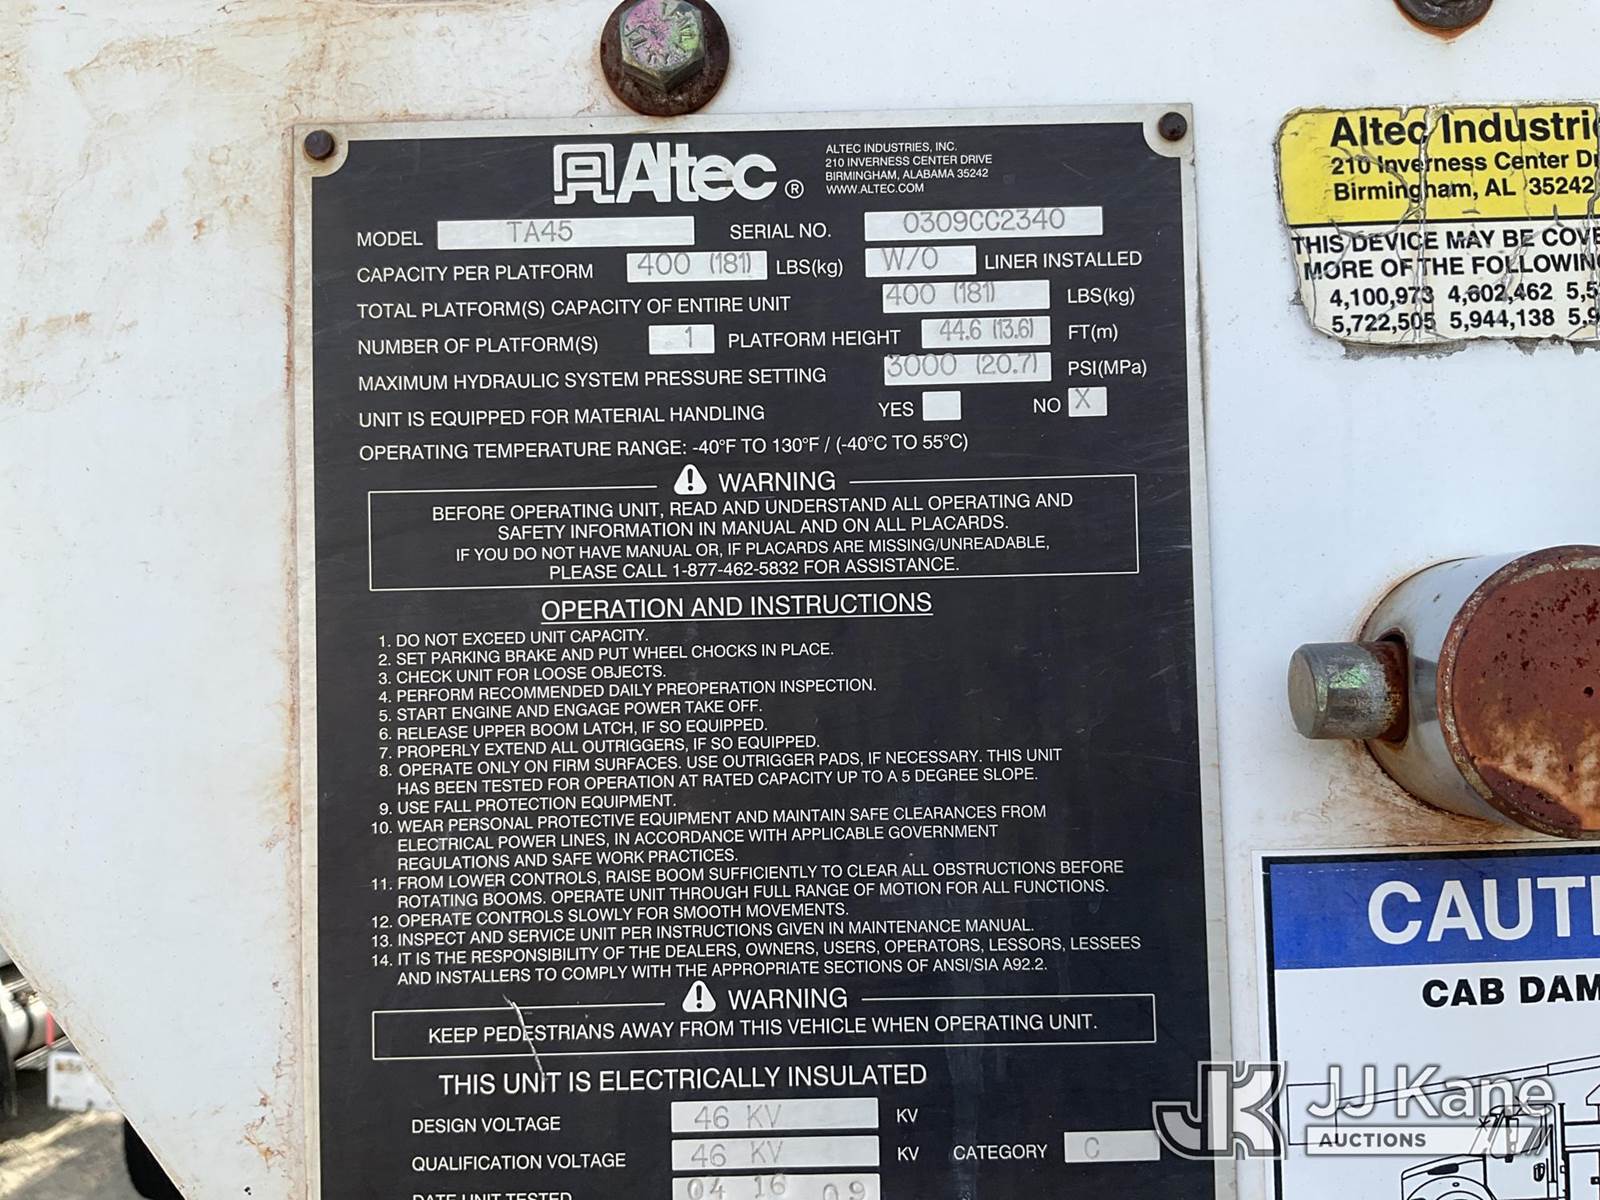 Altec ®
ALTEC INDUSTRIES, INC.
210 INVERNESS CENTER DRIVE
BIRMINGHAM, ALABAMA 35242
WWW.ALTEC.COM
MODEL TA45 SERIAL NO. 0309CC2340
CAPACITY PER PLATFORM 400 (181) LBS(kg) W/O LINER INSTALLED
TOTAL PLATFORM(S) CAPACITY OF ENTIRE UNIT 400 (181) LBS(kg)
NUMBER OF PLATFORM(S) 1 PLATFORM HEIGHT 44.6 (13.6) FT(m)
MAXIMUM HYDRAULIC SYSTEM PRESSURE SETTING 3000 (20.7) PSI(MPa)
UNIT IS EQUIPPED FOR MATERIAL HANDLING YES NO X
OPERATING TEMPERATURE RANGE: -40°F TO 130°F / (-40°C TO 55°C)
WARNING
BEFORE OPERATING UNIT, READ AND UNDERSTAND ALL OPERATING AND
SAFETY INFORMATION IN MANUAL AND ON ALL PLACARDS.
IF YOU DO NOT HAVE MANUAL OR, IF PLACARDS ARE MISSING/UNREADABLE,
PLEASE CALL 1-877-462-5832 FOR ASSISTANCE.
OPERATION AND INSTRUCTIONS
1. DO NOT EXCEED UNIT CAPACITY.
2. SET PARKING BRAKE AND PUT WHEEL CHOCKS IN PLACE.
3. CHECK UNIT FOR LOOSE OBJECTS.
4. PERFORM RECOMMENDED DAILY PREOPERATION INSPECTION.
5. START ENGINE AND ENGAGE POWER TAKE OFF.
6. RELEASE UPPER BOOM LATCH, IF SO EQUIPPED.
7. PROPERLY EXTEND ALL OUTRIGGERS, IF SO EQUIPPED.
8. OPERATE ONLY ON FIRM SURFACES. USE OUTRIGGER PADS, IF NECESSARY. THIS UNIT
HAS BEEN TESTED FOR OPERATION AT RATED CAPACITY UP TO A 5 DEGREE SLOPE.
9. USE FALL PROTECTION EQUIPMENT.
10. WEAR PERSONAL PROTECTIVE EQUIPMENT AND MAINTAIN SAFE CLEARANCES FROM
ELECTRICAL POWER LINES, IN ACCORDANCE WITH APPLICABLE GOVERNMENT
REGULATIONS AND SAFE WORK PRACTICES.
11. FROM LOWER CONTROLS, RAISE BOOM SUFFICIENTLY TO CLEAR ALL OBSTRUCTIONS BEFORE
ROTATING BOOMS. OPERATE UNIT THROUGH FULL RANGE OF MOTION FOR ALL FUNCTIONS.
12. OPERATE CONTROLS SLOWLY FOR SMOOTH MOVEMENTS.
13. INSPECT AND SERVICE UNIT PER INSTRUCTIONS GIVEN IN MAINTENANCE MANUAL.
14. IT IS THE RESPONSIBILITY OF THE DEALERS, OWNERS, USERS, OPERATORS, LESSORS, LESSEES
AND INSTALLERS TO COMPLY WITH THE APPROPRIATE SECTIONS OF ANSI/SIA A92.2.
WARNING
KEEP PEDESTRIANS AWAY FROM THIS VEHICLE WHEN OPERATING UNIT.
THIS UNIT IS ELECTRICALLY INSULATED
DESIGN VOLTAGE 46 KV KV
QUALIFICATION VOLTAGE 46 KV KV CATEGORY C
DATE UNIT TESTED 04 16 09
Altec Industri
210 Inverness Center Dr
Birmingham, AL 35242
THIS DEVICE MAY BE COVE
MORE OF THE FOLLOWIN
4,100,973 4,602,462 5,5
5,722,505 5,944,138 5,9
CAUTI
CAB DAM
JK JJ Kane
AUCTIONS